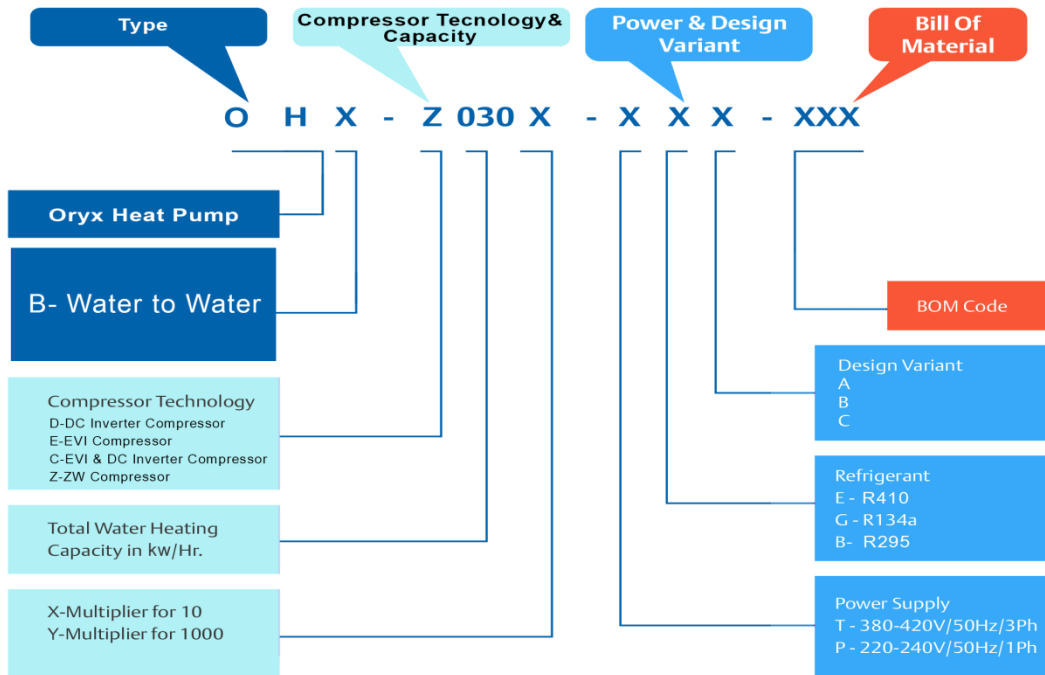 Type
Compressor Tecnology&
Capacity
Power & Design
Variant
Bill Of
Material
O H X - Z 030 X - X X X - XXX
Oryx Heat Pump
B- Water to Water
Compressor Technology
D-DC Inverter Compressor
E-EVI Compressor
C-EVI & DC Inverter Compressor
Z-ZW Compressor
Total Water Heating
Capacity in kw/Hr.
X-Multiplier for 10
Y-Multiplier for 1000
BOM Code
Design Variant
A
B
C
Refrigerant
E - R410
G - R134a
B- R295
Power Supply
T - 380-420V/50Hz/3Ph
P - 220-240V/50Hz/1Ph